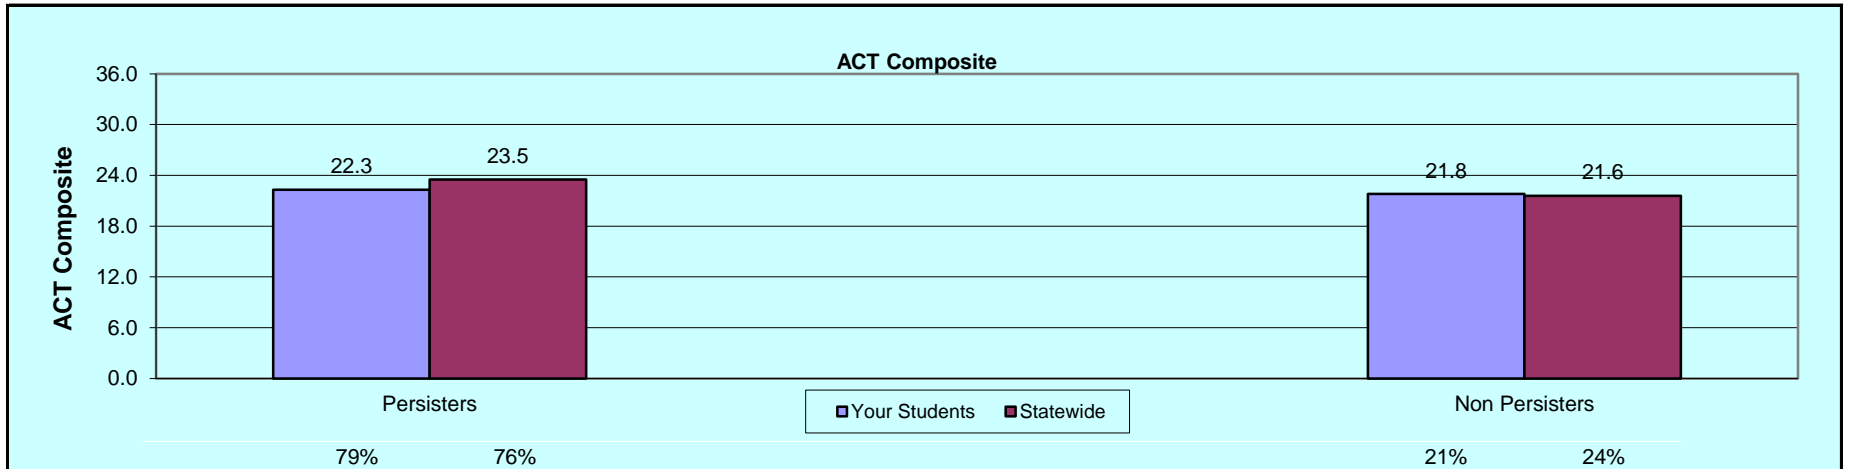 ACT Composite
36.0
30.0
24.0
18.0
12.0
6.0
0.0
ACT Composite
22.3
23.5
21.8
21.6
Persisters
Non Persisters
Your Students
Statewide
79%
76%
21%
24%